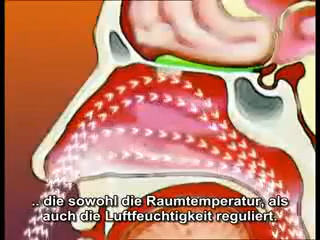 .. die sowohl die Raumtemperatur, als
auch die Luftfeuchtigkeit reguliert.